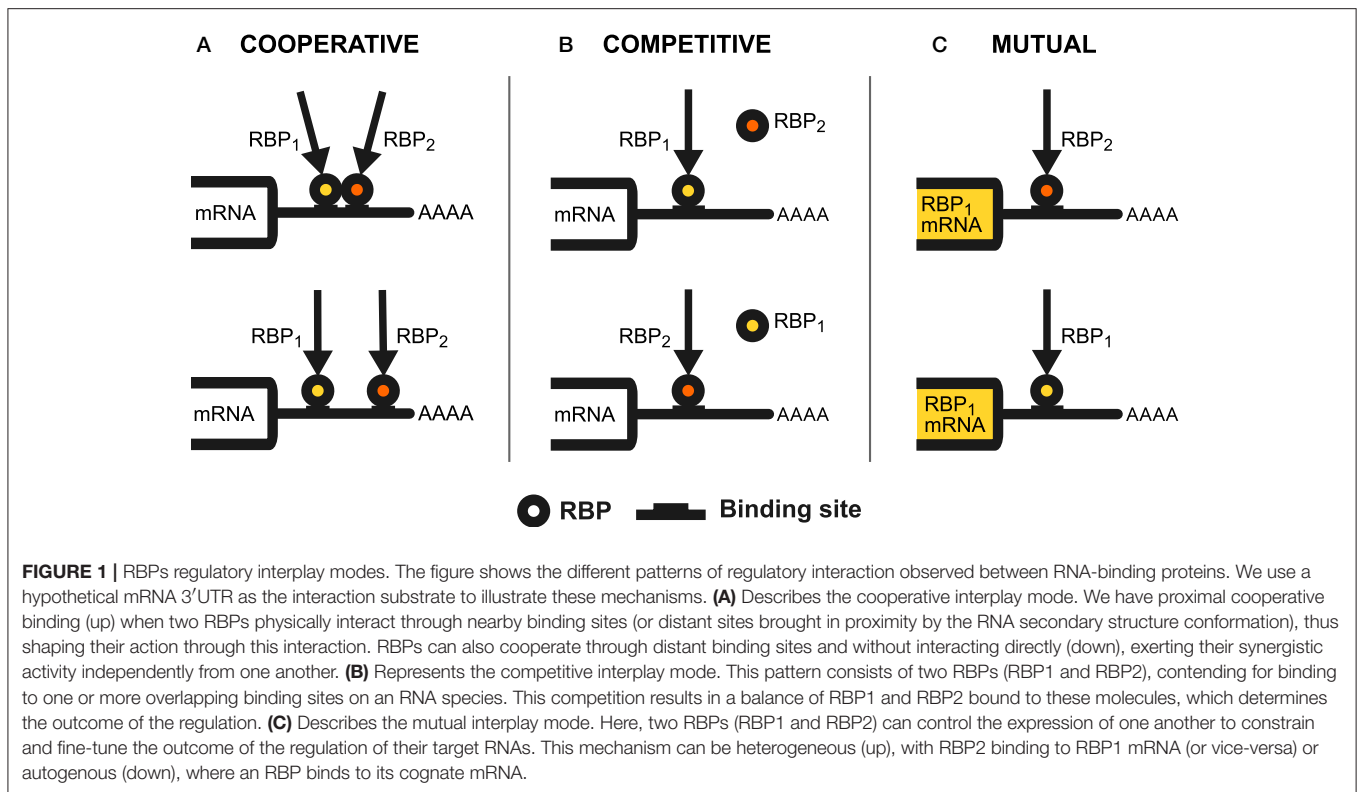 A COOPERATIVE
RBP1 RBP2
mRNA AAAA
RBP1 RBP2
mRNA AAAA
B COMPETITIVE
RBP1 RBP2
mRNA AAAA
RBP2 RBP1
mRNA AAAA
C MUTUAL
RBP2
RBP1
mRNA AAAA
RBP1
RBP1
mRNA AAAA
RBP Binding site
FIGURE 1 | RBPs regulatory interplay modes. The figure shows the different patterns of regulatory interaction observed between RNA-binding proteins. We use a
hypothetical mRNA 3′UTR as the interaction substrate to illustrate these mechanisms. (A) Describes the cooperative interplay mode. We have proximal cooperative
binding (up) when two RBPs physically interact through nearby binding sites (or distant sites brought in proximity by the RNA secondary structure conformation), thus
shaping their action through this interaction. RBPs can also cooperate through distant binding sites and without interacting directly (down), exerting their synergistic
activity independently from one another. (B) Represents the competitive interplay mode. This pattern consists of two RBPs (RBP1 and RBP2), contending for binding
to one or more overlapping binding sites on an RNA species. This competition results in a balance of RBP1 and RBP2 bound to these molecules, which determines
the outcome of the regulation. (C) Describes the mutual interplay mode. Here, two RBPs (RBP1 and RBP2) can control the expression of one another to constrain
and fine-tune the outcome of the regulation of their target RNAs. This mechanism can be heterogeneous (up), with RBP2 binding to RBP1 mRNA (or vice-versa) or
autogenous (down), where an RBP binds to its cognate mRNA.